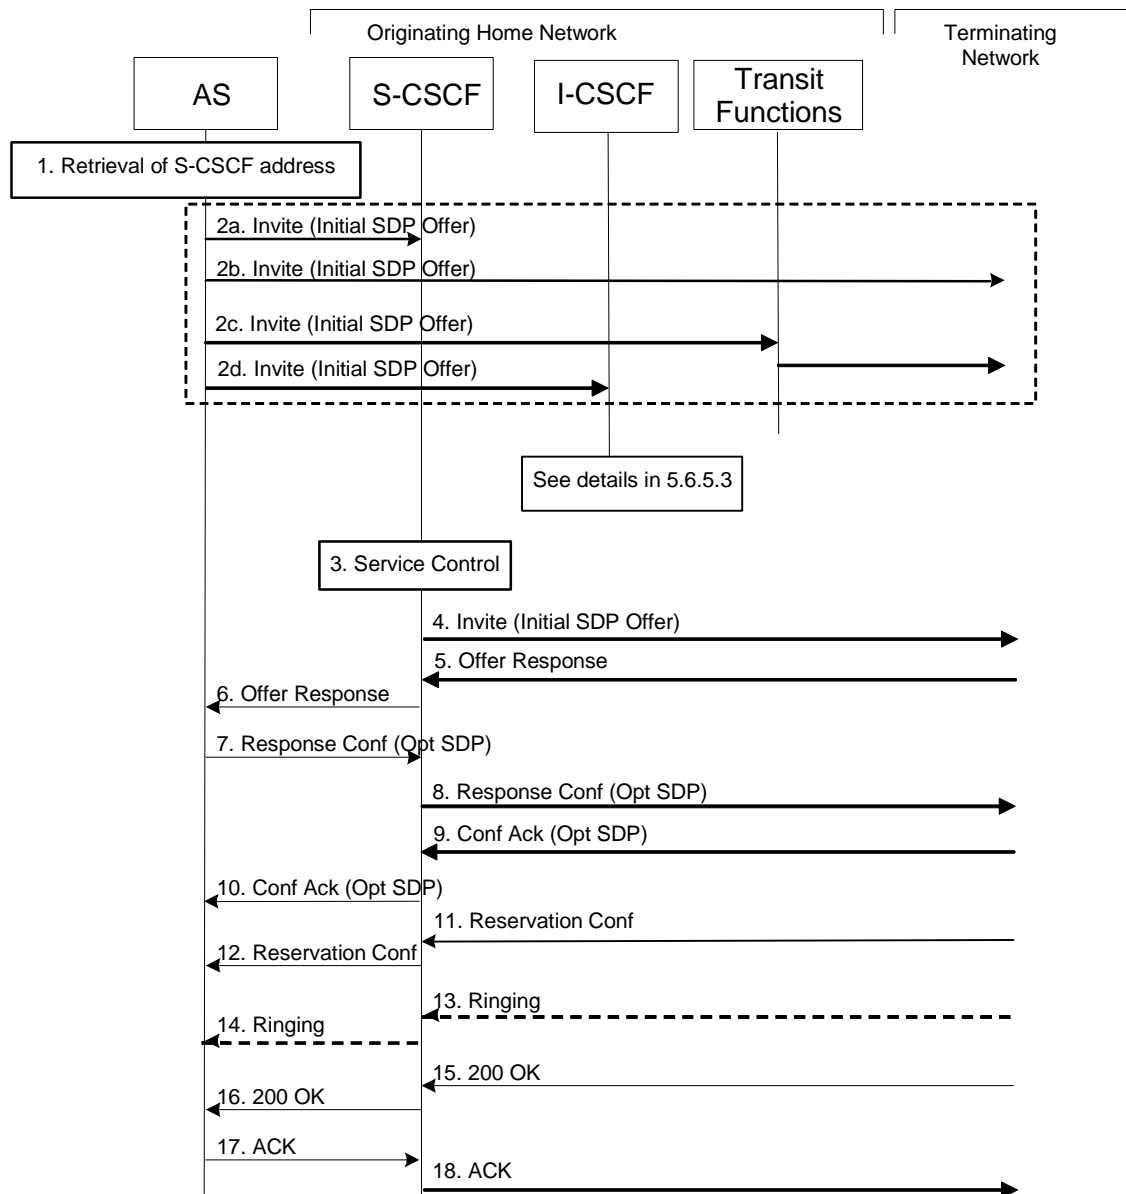 Originating Home Network
Terminating
Network
AS
S-CSCF
I-CSCF
Transit
Functions
1. Retrieval of S-CSCF address
2a. Invite (Initial SDP Offer)
2b. Invite (Initial SDP Offer)
2c. Invite (Initial SDP Offer)
2d. Invite (Initial SDP Offer)
See details in 5.6.5.3
3. Service Control
4. Invite (Initial SDP Offer)
5. Offer Response
6. Offer Response
7. Response Conf (Opt SDP)
8. Response Conf (Opt SDP)
9. Conf Ack (Opt SDP)
10. Conf Ack (Opt SDP)
11. Reservation Conf
12. Reservation Conf
13. Ringing
14. Ringing
15. 200 OK
16. 200 OK
17. ACK
18. ACK